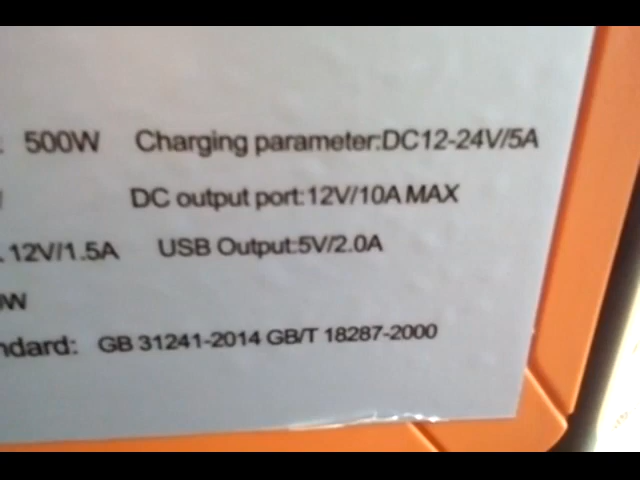 500W Charging parameter:DC12-24V/5A
DC output port:12V/10A MAX
12V/1.5A USB Output:5V/2.0A
GB 31241-2014 GB/T 18287-2000